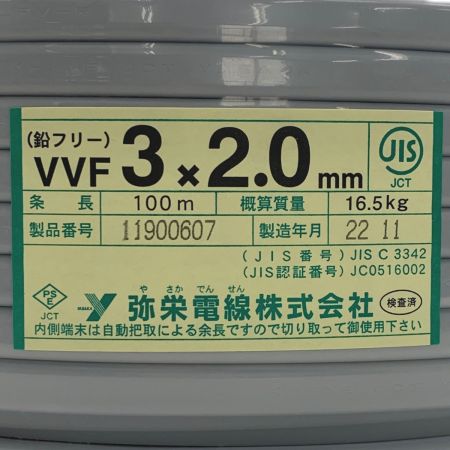 (鉛フリー)
VVF 3×2.0mm
JIS
JCT
条長 100m 概算質量 16.5kg
製品番号 11900607 製造年月 22 11
(JIS番号) JIS C 3342
(JIS認証番号) JC0516002
PSE
JCT
YASAKA
やさかでんせん
弥栄電線株式会社
検査済
内側端末は自動把取による余長ですので切り取って御使用下さい